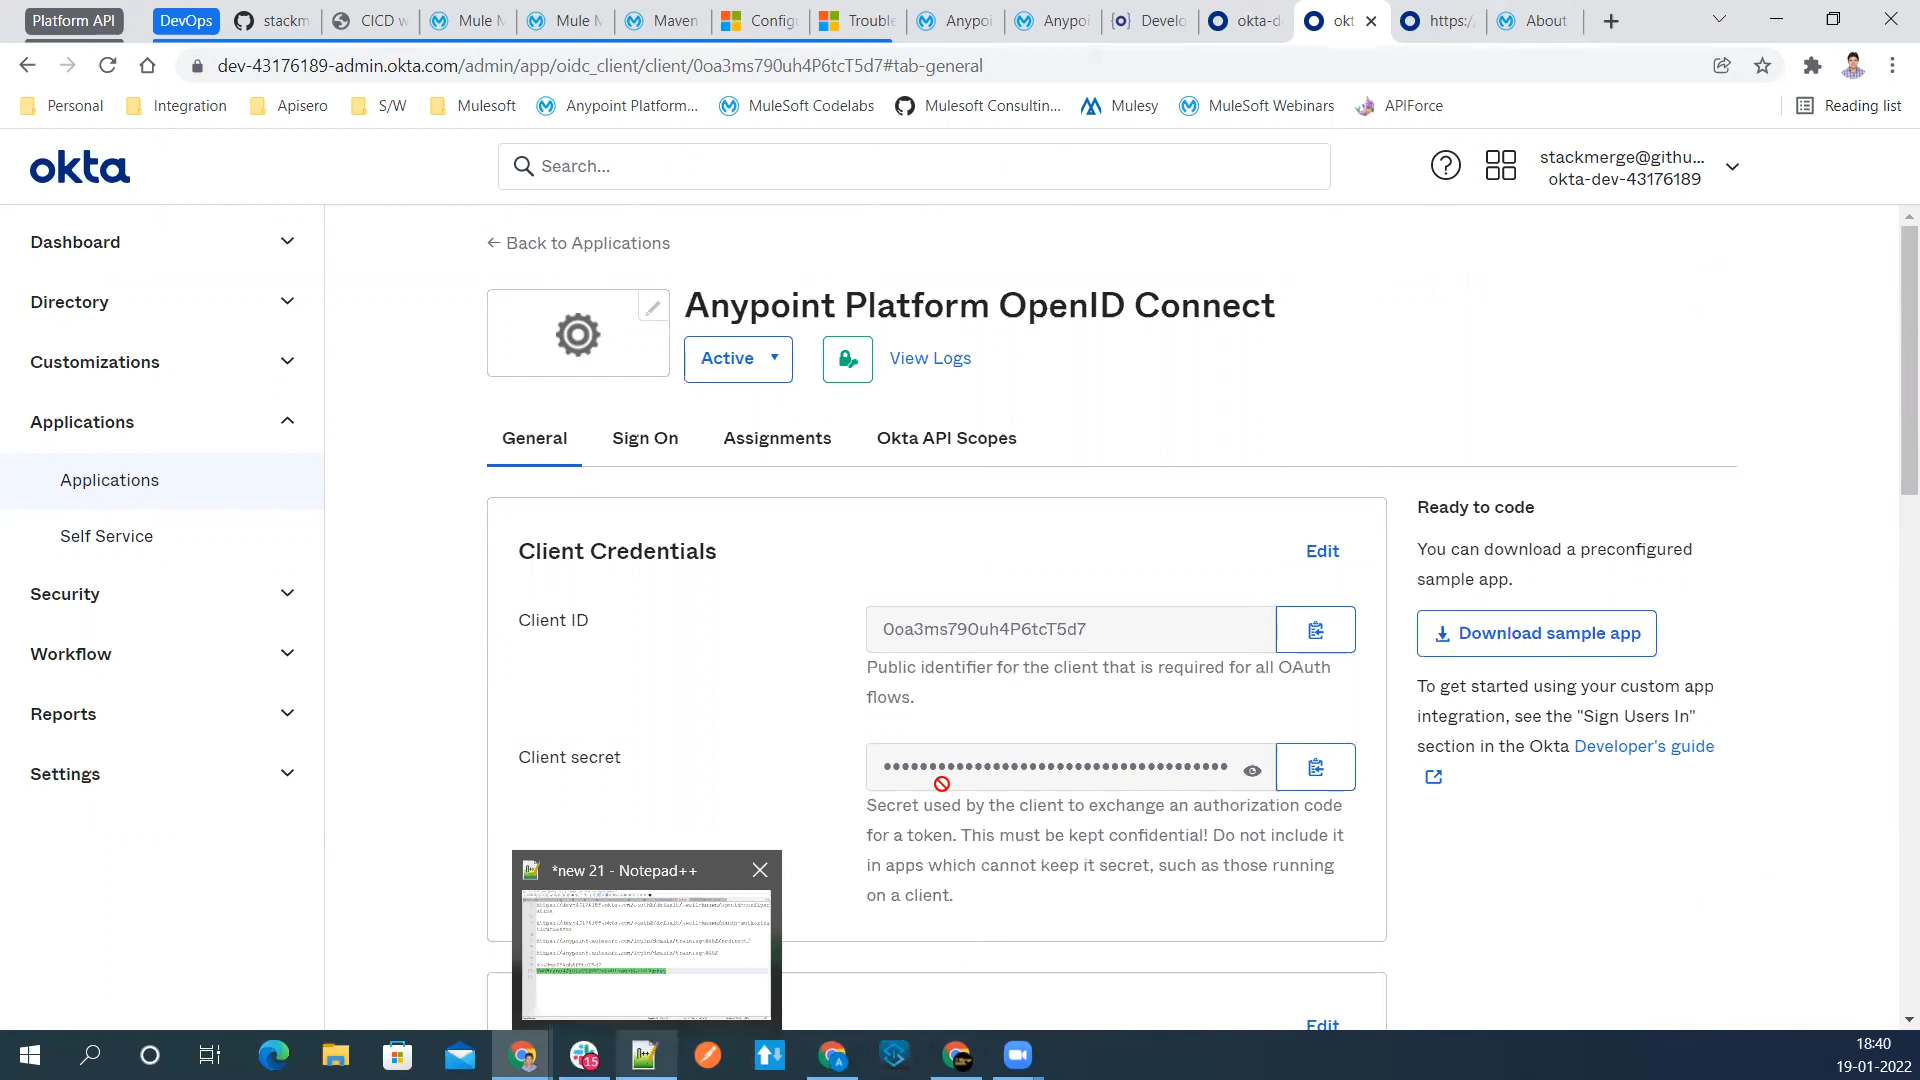 Platform API
DevOps
stackm
CICD w
Mule M
Mule M
Maven
Config
Trouble
Anypoi
Anypoi
Develo
okta-d
okt
https:/
About
dev-43176189-admin.okta.com/admin/app/oidc_client/client/0oa3ms790uh4P6tcT5d7#tab-general
Personal
Integration
Apisero
S/W
Mulesoft
Anypoint Platform...
MuleSoft Codelabs
Mulesoft Consultin...
Mulesy
MuleSoft Webinars
APIForce
Reading list
okta
Search...
stackmerge@githu...
okta-dev-43176189
Dashboard
Directory
Customizations
Applications
Applications
Self Service
Security
Workflow
Reports
Settings
← Back to Applications
Anypoint Platform OpenID Connect
Active
View Logs
General
Sign On
Assignments
Okta API Scopes
Client Credentials
Edit
Client ID
0oa3ms790uh4P6tcT5d7
Public identifier for the client that is required for all OAuth
flows.
Client secret
••••••••••••••••••••••••••••••••••••••••
Secret used by the client to exchange an authorization code
for a token. This must be kept confidential! Do not include it
in apps which cannot keep it secret, such as those running
on a client.
Edit
Ready to code
You can download a preconfigured
sample app.
Download sample app
To get started using your custom app
integration, see the "Sign Users In"
section in the Okta Developer's guide
*new 21 - Notepad++
15
18:40
19-01-2022